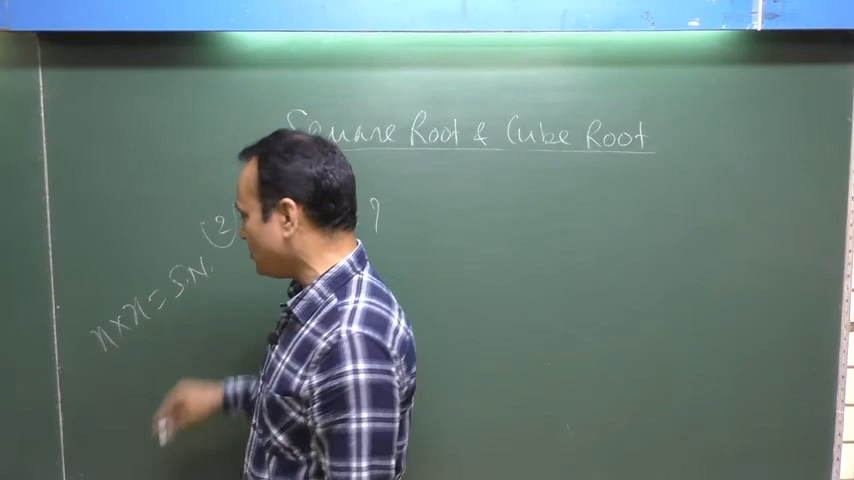 Square Root & Cube Root
2 ?
n×n = S.N.